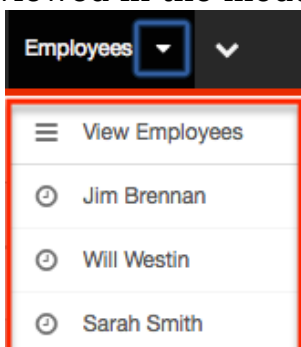 Employees
View Employees
Jim Brennan
Will Westin
Sarah Smith